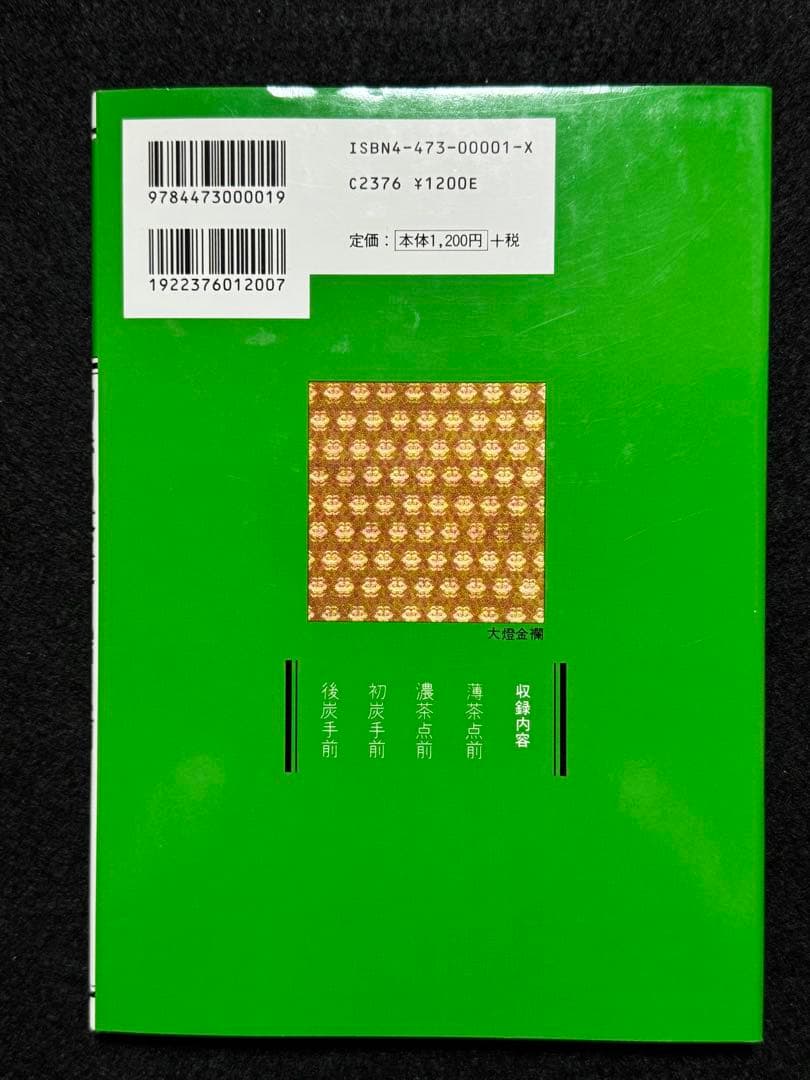 ISBN4-473-00001-X
C2376 ¥1200E
定価：本体1,200円+税
9784473000019
1922376012007
大燈金襴
収録内容
薄茶点前
濃茶点前
初炭手前
後炭手前